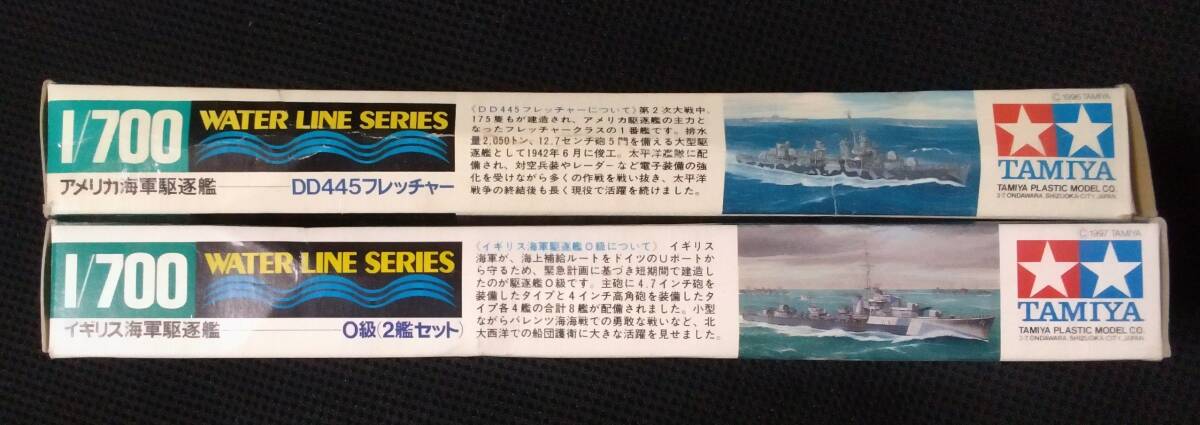 1/700
WATER LINE SERIES
アメリカ海軍駆逐艦
DD445フレッチャー
〈DD445フレッチャーについて〉第2次大戦中、
175隻もが建造され、アメリカ駆逐艦の主力と
なったフレッチャークラスの1番艦です。排水
量2,050トン、12.7センチ砲5門を備える大型駆
逐艦として1942年6月に俊工。太平洋艦隊に配
備され、対空兵装やレーダーなど電子装備の強
化を受けながら多くの作戦を戦い抜き、太平洋
戦争の終結後も長く現役で活躍を続けました。
© 1996 TAMIYA
TAMIYA
TAMIYA PLASTIC MODEL CO.
3-7, ONDAWARA, SHIZUOKA-CITY, JAPAN.
1/700
WATER LINE SERIES
イギリス海軍駆逐艦
O級(2艦セット)
〈イギリス海軍駆逐艦O級について〉 イギリス
海軍が、海上補給ルートをドイツのUボートから
守るため、緊急計画に基づき短期間で建造し
たのが駆逐艦O級です。主砲に4.7インチ砲を
装備したタイプと4インチ高角砲を装備したタ
イプ各4艦の合計8艦が配備されました。小型
ながらバレンツ海海戦での勇敢な戦いなど、北
大西洋での船団護衛に大きな活躍を見せました。
© 1997 TAMIYA
TAMIYA
TAMIYA PLASTIC MODEL CO.
3-7, ONDAWARA, SHIZUOKA-CITY, JAPAN.